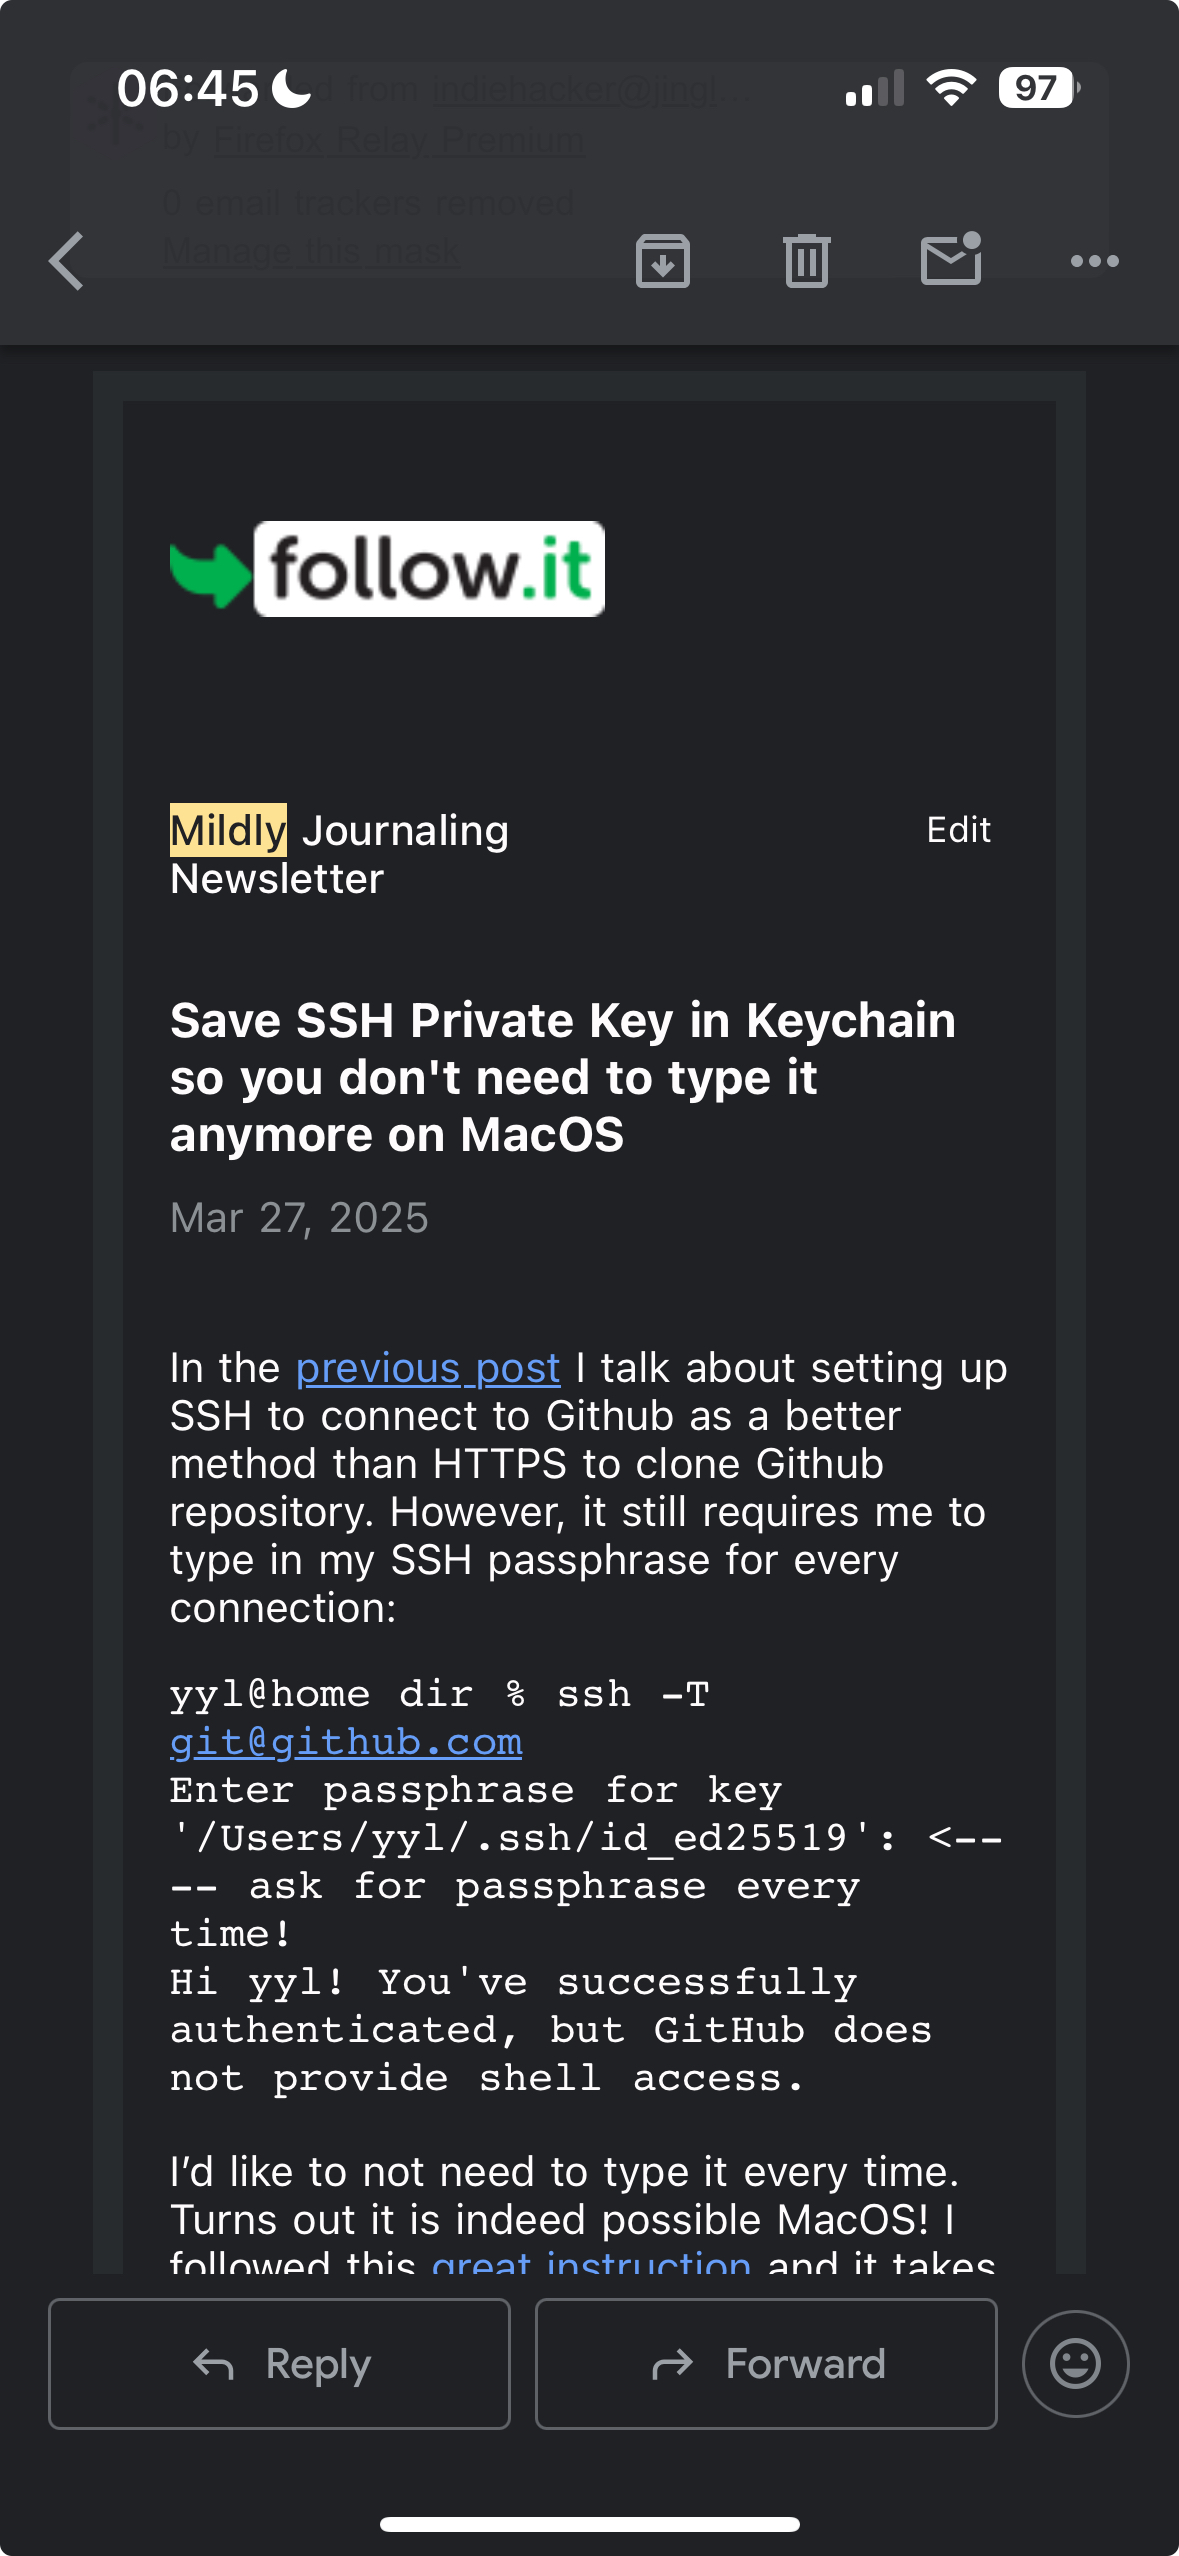 06:45
97
ed from indiehacker@jingl...
by Firefox Relay Premium
0 email trackers removed
Manage this mask
follow.it
Mildly Journaling
Newsletter
Edit
Save SSH Private Key in Keychain
so you don't need to type it
anymore on MacOS
Mar 27, 2025
In the previous post I talk about setting up
SSH to connect to Github as a better
method than HTTPS to clone Github
repository. However, it still requires me to
type in my SSH passphrase for every
connection:
yyl@home dir % ssh -T
git@github.com
Enter passphrase for key
'/Users/yyl/.ssh/id_ed25519': <--
-- ask for passphrase every
time!
Hi yyl! You've successfully
authenticated, but GitHub does
not provide shell access.
I’d like to not need to type it every time.
Turns out it is indeed possible MacOS! I
followed this great instruction and it takes
Reply
Forward